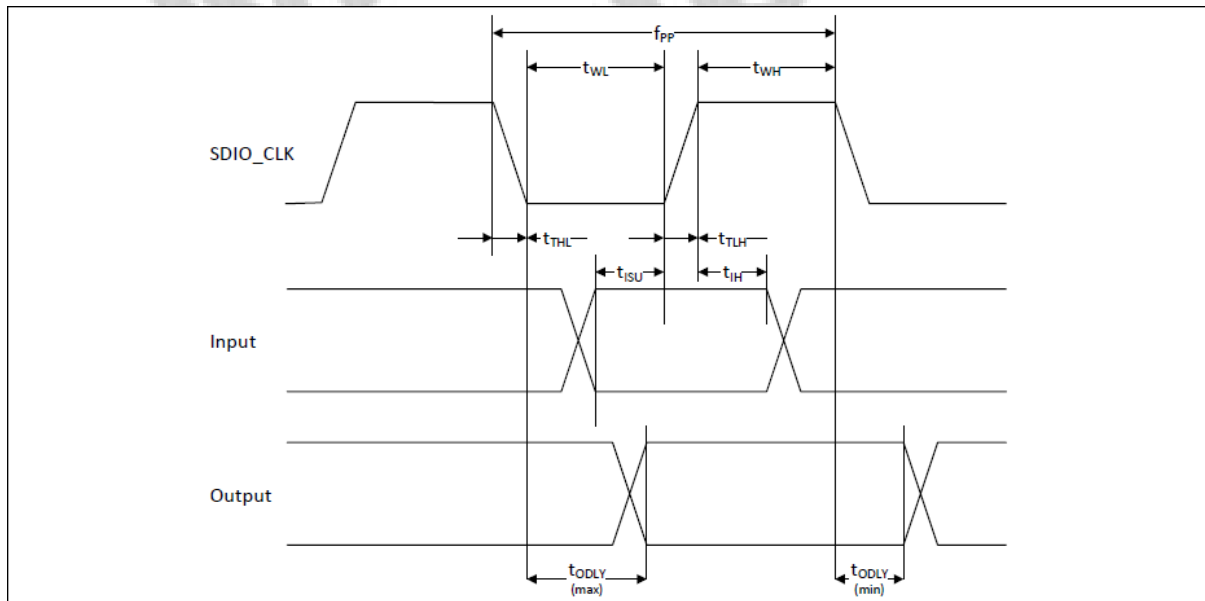 fPP
tWL
tWH
SDIO_CLK
tTHL
tTLH
tISU
tIH
Input
Output
tODLY
(max)
tODLY
(min)